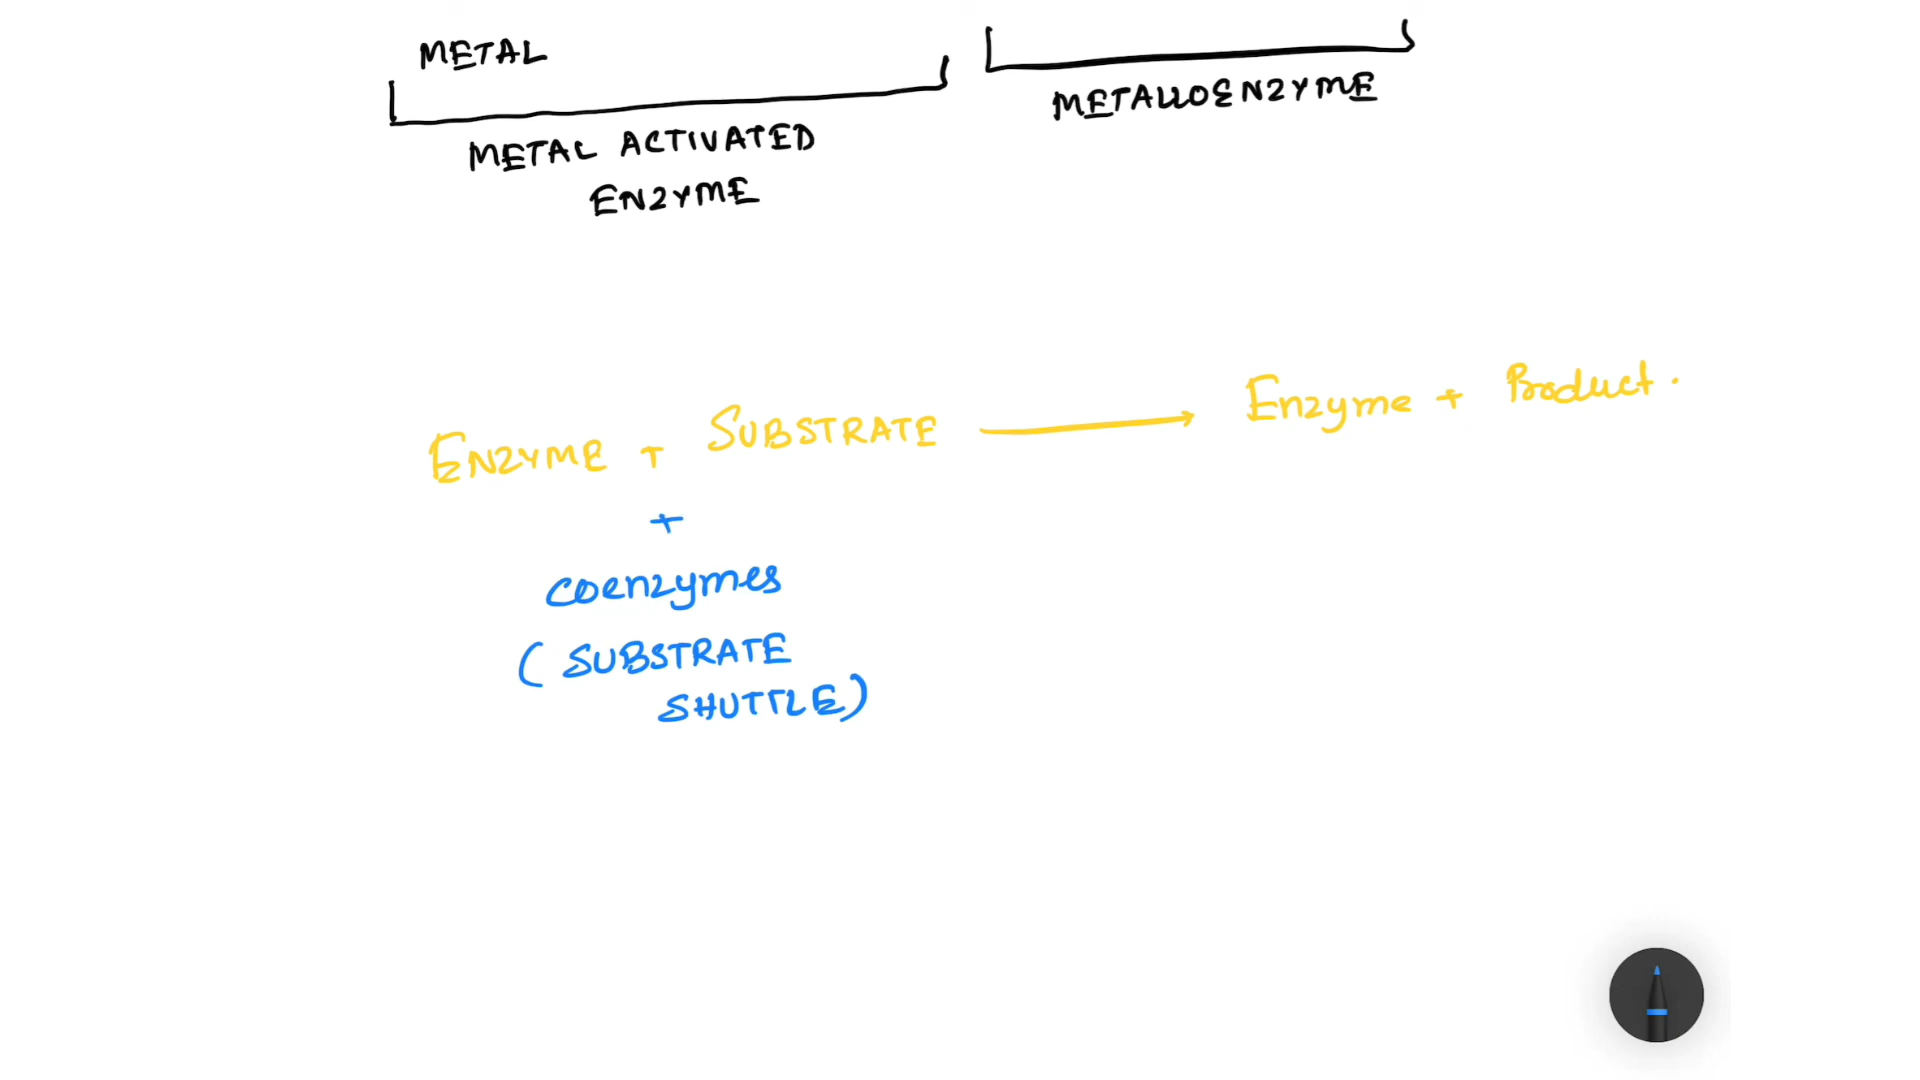 METAL
METAL ACTIVATED
ENZYME
METALLOENZYME
ENZYME + SUBSTRATE → Enzyme + Product.
+
coenzymes
(SUBSTRATE
SHUTTLE)